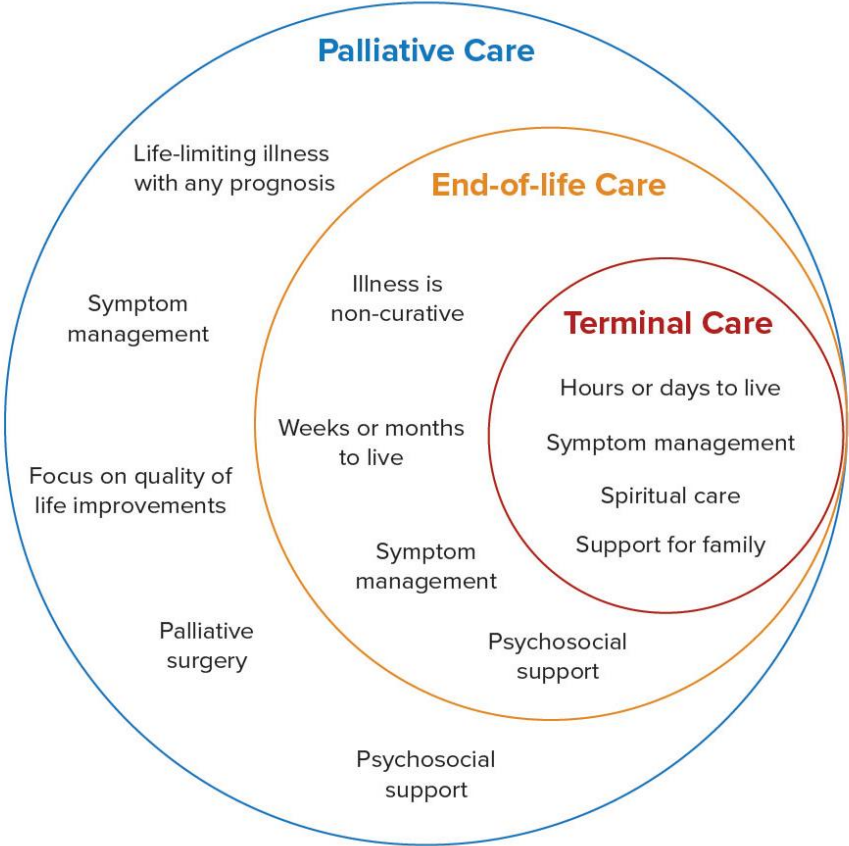 Palliative Care
Life-limiting illness
with any prognosis
Symptom
management
Focus on quality of
life improvements
Palliative
surgery
Psychosocial
support
End-of-life Care
Illness is
non-curative
Weeks or months
to live
Symptom
management
Psychosocial
support
Terminal Care
Hours or days to live
Symptom management
Spiritual care
Support for family